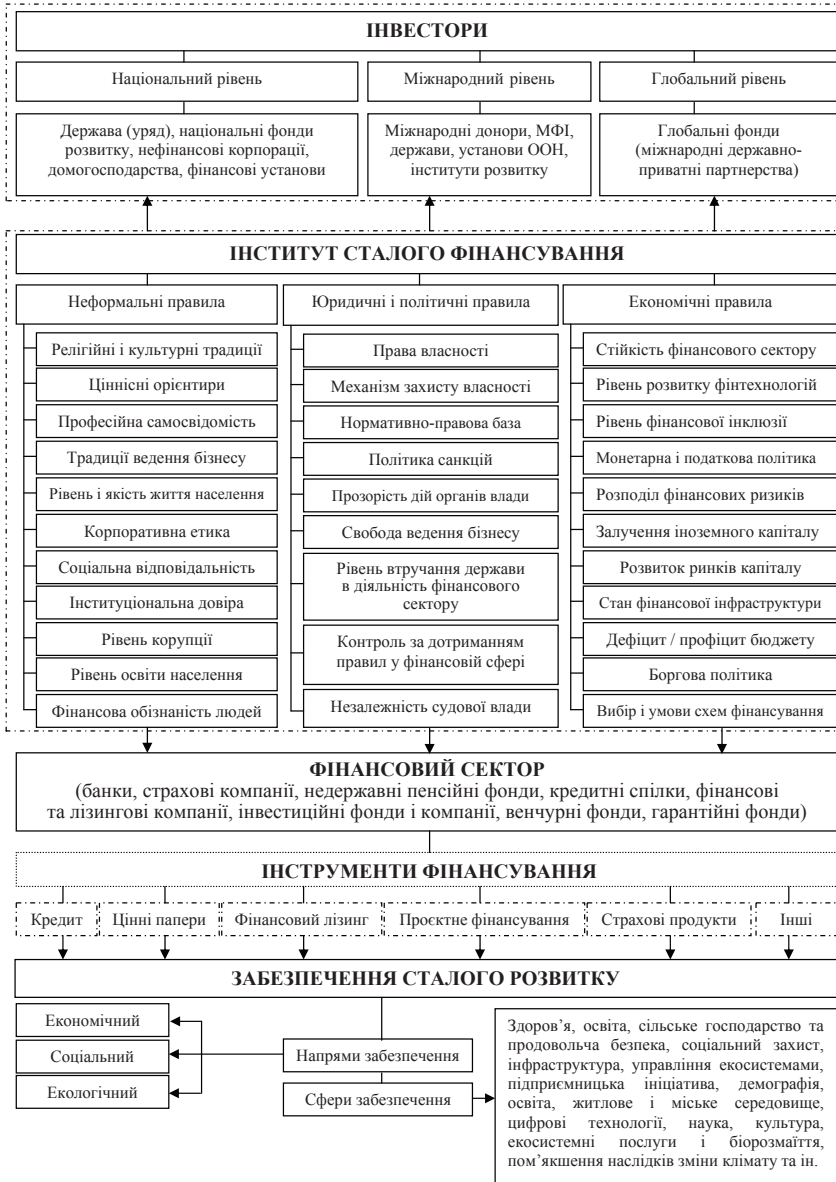 ІНВЕСТОРИ
Національний рівень
Міжнародний рівень
Глобальний рівень
Держава (уряд), національні фонди
розвитку, нефінансові корпорації,
домогосподарства, фінансові установи
Міжнародні донори, МФІ,
держави, установи ООН,
інститути розвитку
Глобальні фонди
(міжнародні державно-
приватні партнерства)
ІНСТИТУТ СТАЛОГО ФІНАНСУВАННЯ
Неформальні правила
Релігійні і культурні традиції
Ціннісні орієнтири
Професійна самосвідомість
Традиції ведення бізнесу
Рівень і якість життя населення
Корпоративна етика
Соціальна відповідальність
Інституціональна довіра
Рівень корупції
Рівень освіти населення
Фінансова обізнаність людей
Юридичні і політичні правила
Права власності
Механізм захисту власності
Нормативно-правова база
Політика санкцій
Прозорість дій органів влади
Свобода ведення бізнесу
Рівень втручання держави
в діяльність фінансового
сектору
Контроль за дотриманням
правил у фінансовій сфері
Незалежність судової влади
Економічні правила
Стійкість фінансового сектору
Рівень розвитку фінтехнологій
Рівень фінансової інклюзії
Монетарна і податкова політика
Розподіл фінансових ризиків
Залучення іноземного капіталу
Розвиток ринків капіталу
Стан фінансової інфраструктури
Дефіцит / профіцит бюджету
Боргова політика
Вибір і умови схем фінансування
ФІНАНСОВИЙ СЕКТОР
(банки, страхові компанії, недержавні пенсійні фонди, кредитні спілки, фінансові
та лізингові компанії, інвестиційні фонди і компанії, венчурні фонди, гарантійні фонди)
ІНСТРУМЕНТИ ФІНАНСУВАННЯ
Кредит
Цінні папери
Фінансовий лізинг
Проєктне фінансування
Страхові продукти
Інші
ЗАБЕЗПЕЧЕННЯ СТАЛОГО РОЗВИТКУ
Економічний
Соціальний
Екологічний
Напрями забезпечення
Сфери забезпечення
Здоров’я, освіта, сільське господарство та
продовольча безпека, соціальний захист,
інфраструктура, управління екосистемами,
підприємницька ініціатива, демографія,
освіта, житлове і міське середовище,
цифрові технології, наука, культура,
екосистемні послуги і біорозмаїття,
пом’якшення наслідків зміни клімату та ін.